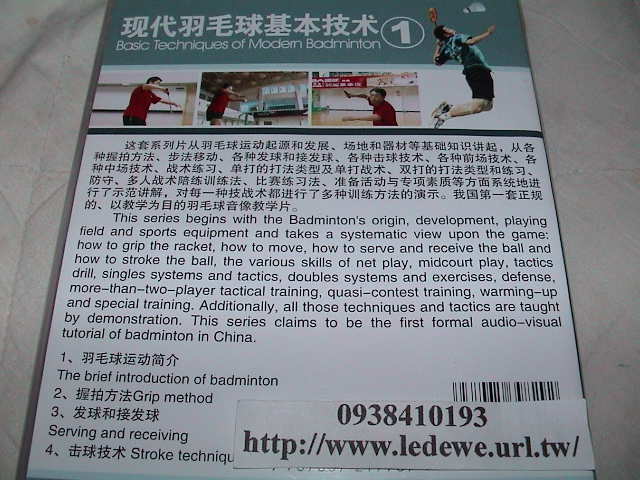 现代羽毛球基本技术 1
Basic Techniques of Modern Badminton
这套系列片从羽毛球运动起源和发展、场地和器材等基础知识讲起，从各
种握拍方法、步法移动、各种发球和接发球、各种击球技术、各种前场技术、各
种中场技术、战术练习、单打的打法类型及单打战术、双打的打法类型和练习、
防守、多人战术陪练训练法、比赛练习法、准备活动与专项素质等方面系统地进
行了示范讲解，对每一种技战术都进行了多种训练方法的演示。我国第一套正规
的、以教学为目的羽毛球音像教学片。
This series begins with the Badminton's origin, development, playing
field and sports equipment and takes a systematic view upon the game:
how to grip the racket, how to move, how to serve and receive the ball and
how to stroke the ball, the various skills of net play, midcourt play, tactics
drill, singles systems and tactics, doubles systems and exercises, defense,
more-than-two-player tactical training, quasi-contest training, warming-up
and special training. Additionally, all those techniques and tactics are taught
by demonstration. This series claims to be the first formal audio-visual
tutorial of badminton in China.
1、羽毛球运动简介
The brief introduction of badminton
2、握拍方法Grip method
3、发球和接发球
Serving and receiving
4、击球技术 Stroke techniqu
0938410193
http://www.ledewe.url.tw/